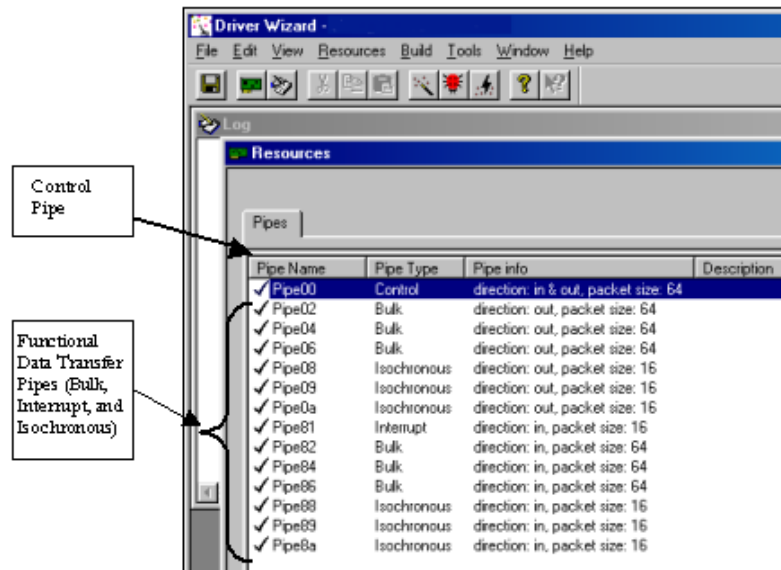 Driver Wizard -
File Edit View Resources Build Tools Window Help
Log
Resources
Control
Pipe
Pipes
Pipe Name Pipe Type Pipe info Description
Pipe00 Control direction: in & out, packet size: 64
Pipe02 Bulk direction: out, packet size: 64
Pipe04 Bulk direction: out, packet size: 64
Pipe06 Bulk direction: out, packet size: 64
Pipe08 Isochronous direction: out, packet size: 16
Pipe09 Isochronous direction: out, packet size: 16
Pipe0a Isochronous direction: out, packet size: 16
Pipe81 Interrupt direction: in, packet size: 16
Pipe82 Bulk direction: in, packet size: 64
Pipe84 Bulk direction: in, packet size: 64
Pipe86 Bulk direction: in, packet size: 64
Pipe88 Isochronous direction: in, packet size: 16
Pipe89 Isochronous direction: in, packet size: 16
Pipe8a Isochronous direction: in, packet size: 16
Functional
Data Transfer
Pipes (Bulk,
Interrupt, and
Isochronous)